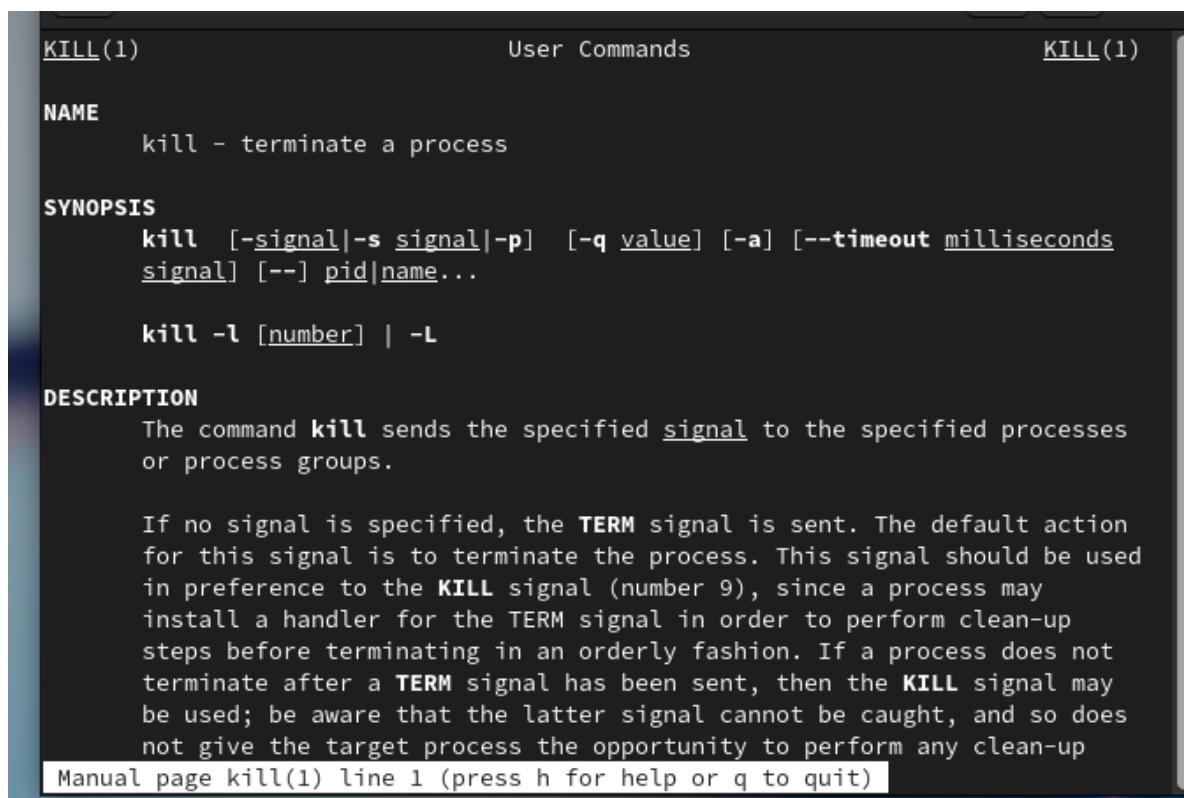 KILL(1) User Commands KILL(1)
NAME
kill - terminate a process
SYNOPSIS
kill [-signal|-s signal|-p] [-q value] [-a] [--timeout milliseconds
signal] [--] pid|name...
kill -l [number] | -L
DESCRIPTION
The command kill sends the specified signal to the specified processes
or process groups.
If no signal is specified, the TERM signal is sent. The default action
for this signal is to terminate the process. This signal should be used
in preference to the KILL signal (number 9), since a process may
install a handler for the TERM signal in order to perform clean-up
steps before terminating in an orderly fashion. If a process does not
terminate after a TERM signal has been sent, then the KILL signal may
be used; be aware that the latter signal cannot be caught, and so does
not give the target process the opportunity to perform any clean-up
Manual page kill(1) line 1 (press h for help or q to quit)